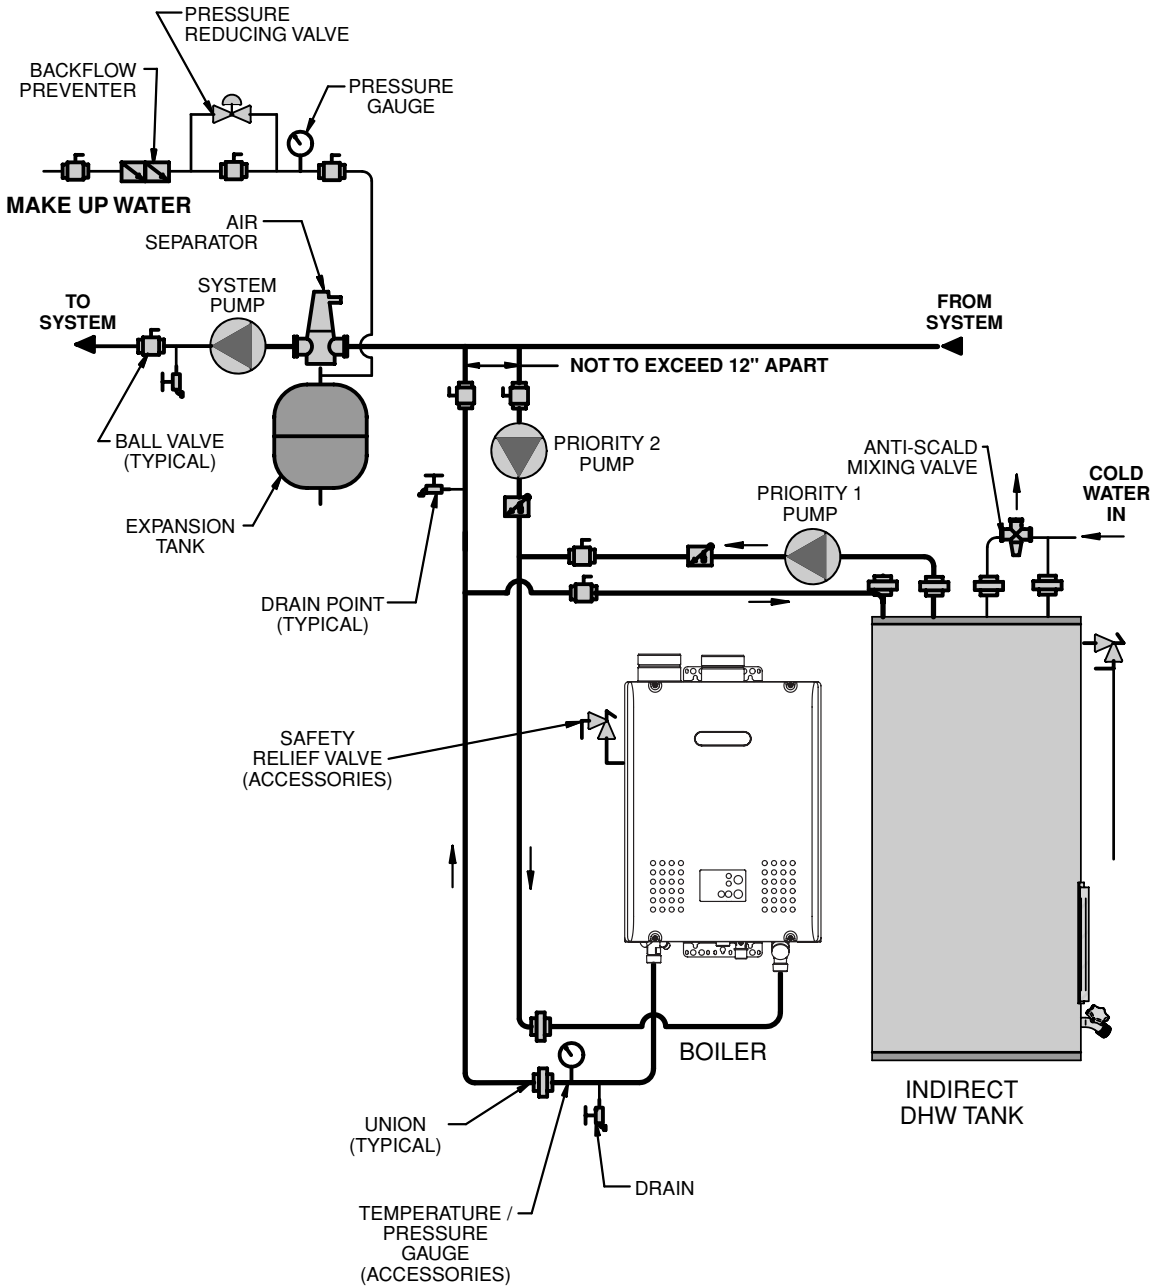 PRESSURE
REDUCING VALVE
BACKFLOW
PREVENTER
PRESSURE
GAUGE
MAKE UP WATER
AIR
SEPARATOR
SYSTEM
PUMP
TO
SYSTEM
FROM
SYSTEM
NOT TO EXCEED 12" APART
BALL VALVE
(TYPICAL)
PRIORITY 2
PUMP
ANTI-SCALD
MIXING VALVE
COLD
WATER
IN
PRIORITY 1
PUMP
EXPANSION
TANK
DRAIN POINT
(TYPICAL)
SAFETY
RELIEF VALVE
(ACCESSORIES)
BOILER
INDIRECT
DHW TANK
UNION
(TYPICAL)
DRAIN
TEMPERATURE /
PRESSURE
GAUGE
(ACCESSORIES)